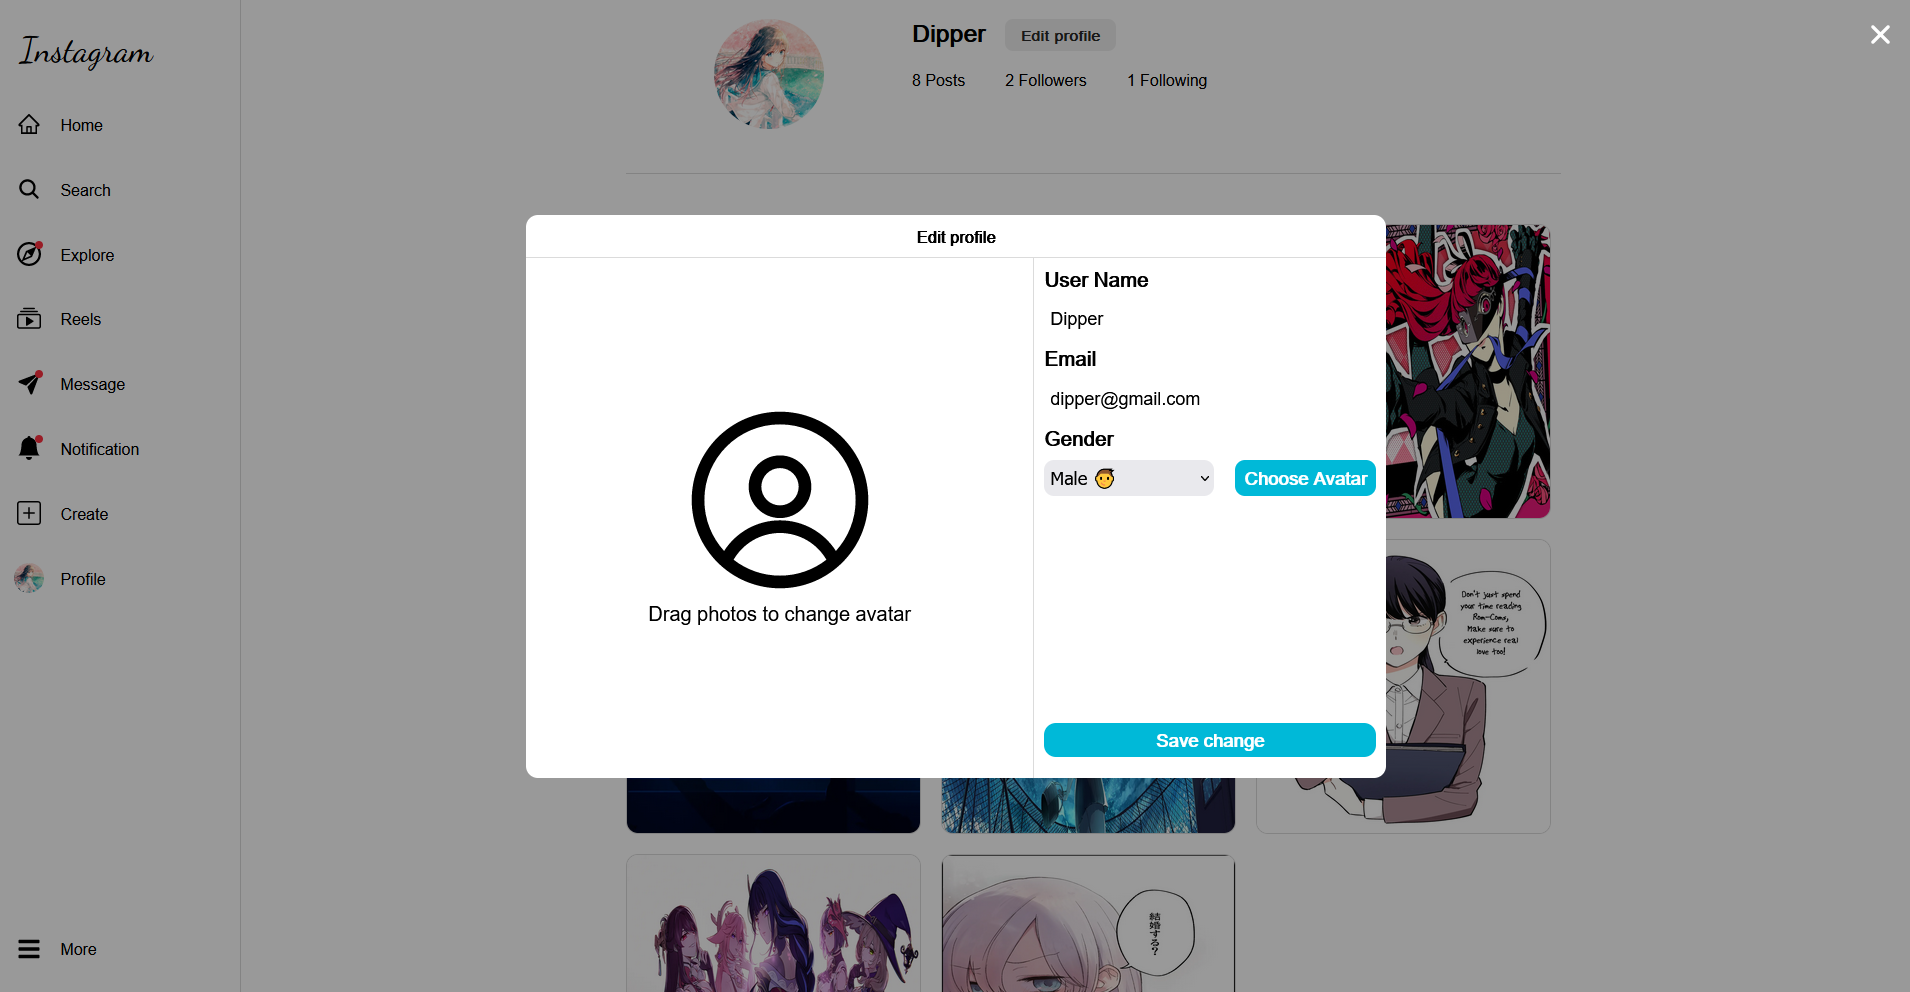 Instagram
Home
Search
Explore
Reels
Message
Notification
Create
Profile
More
Dipper
Edit profile
8 Posts
2 Followers
1 Following
Edit profile
Drag photos to change avatar
User Name
Dipper
Email
dipper@gmail.com
Gender
Male
Choose Avatar
Save change
Don't just spend
your time reading
Rom-Coms,
Make sure to
experience real
love too!
結婚する?